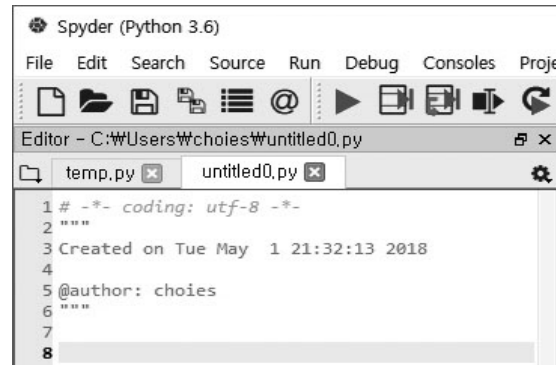 Spyder (Python 3.6)
File Edit Search Source Run Debug Consoles Proje
Editor - C:₩Users₩choies₩untitled0.py
temp.py untitled0.py
1 # -*- coding: utf-8 -*-
2 """
3 Created on Tue May  1 21:32:13 2018
4
5 @author: choies
6 """
7
8